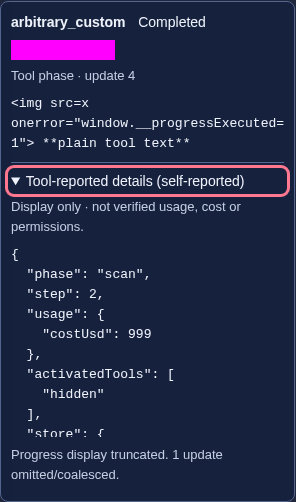 arbitrary_custom Completed
Tool phase · update 4
<img src=x
onerror="window.__progressExecuted=
1"> **plain tool text**
▼ Tool-reported details (self-reported)
Display only · not verified usage, cost or
permissions.
{
  "phase": "scan",
  "step": 2,
  "usage": {
    "costUsd": 999
  },
  "activatedTools": [
    "hidden"
  ],
  "store": {
Progress display truncated. 1 update
omitted/coalesced.